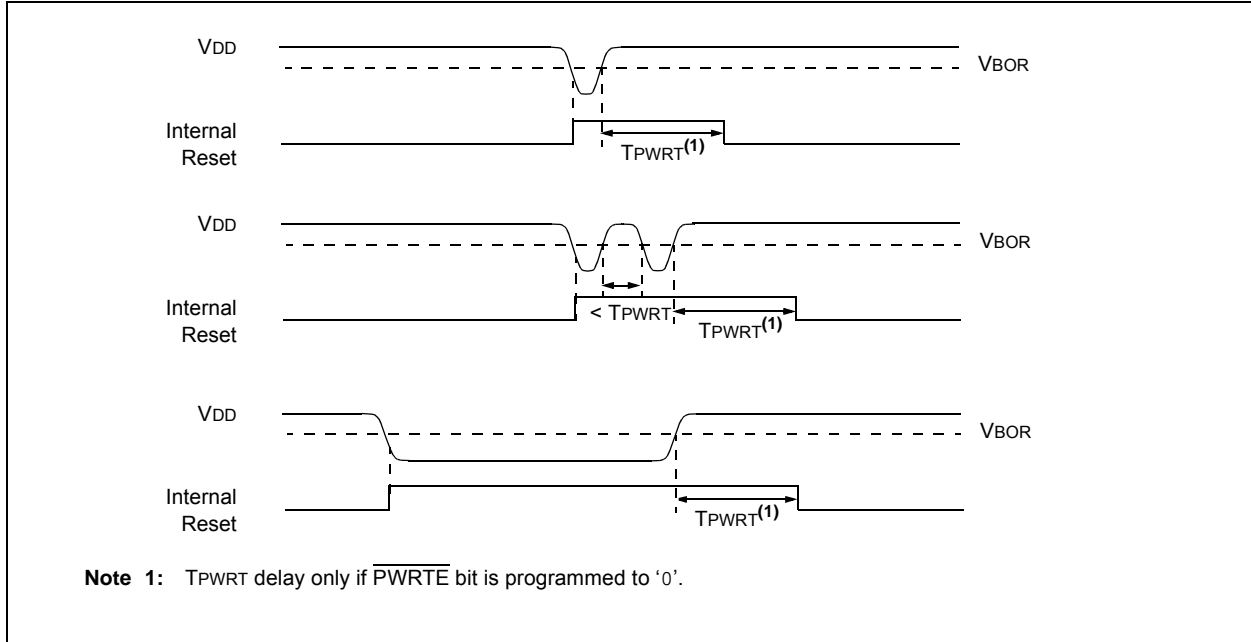 VDD
VBOR
Internal
Reset
TPWRT(1)
VDD
VBOR
Internal
Reset
< TPWRT
TPWRT(1)
VDD
VBOR
Internal
Reset
TPWRT(1)
Note 1: TPWRT delay only if PWRTE bit is programmed to ‘0’.